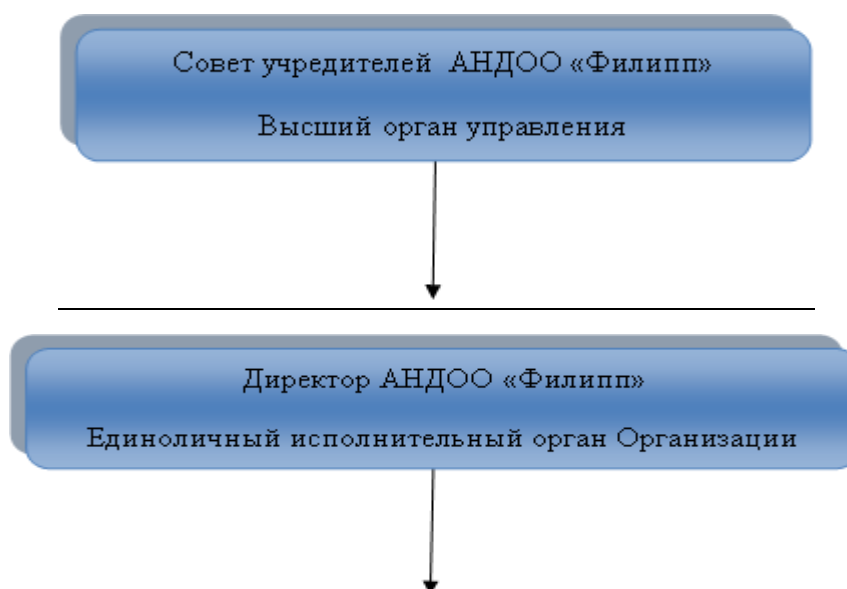 Совет учредителей АНДОО «Филипп»
Высший орган управления
Директор АНДОО «Филипп»
Единоличный исполнительный орган Организации